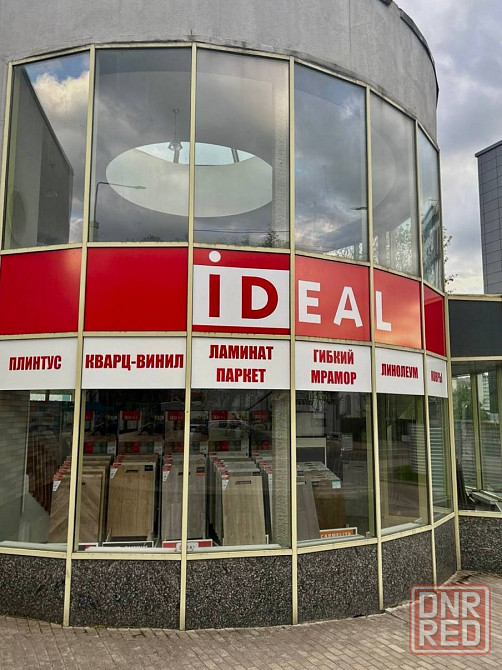 iDEAL
ПЛИНТУС
КВАРЦ-ВИНИЛ
ЛАМИНАТ
ПАРКЕТ
ГИБКИЙ
МРАМОР
ЛИНОЛЕУМ
DNR
RED